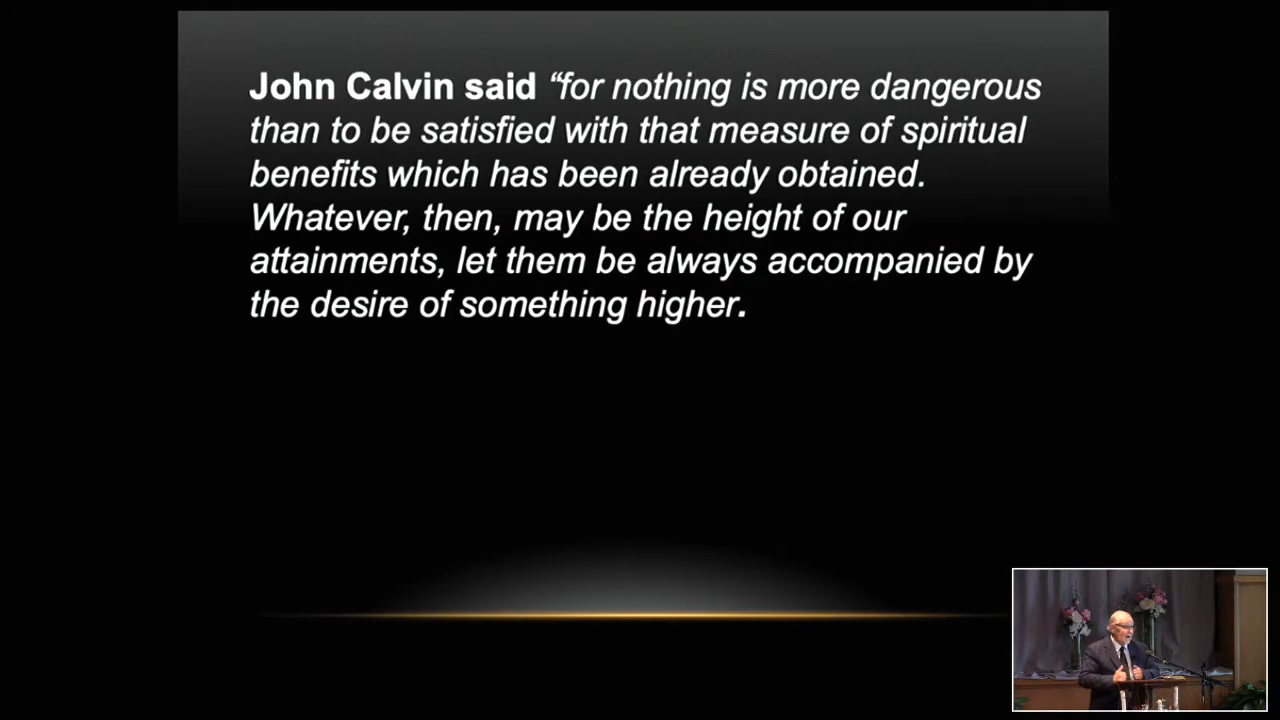 John Calvin said “for nothing is more dangerous
than to be satisfied with that measure of spiritual
benefits which has been already obtained.
Whatever, then, may be the height of our
attainments, let them be always accompanied by
the desire of something higher.